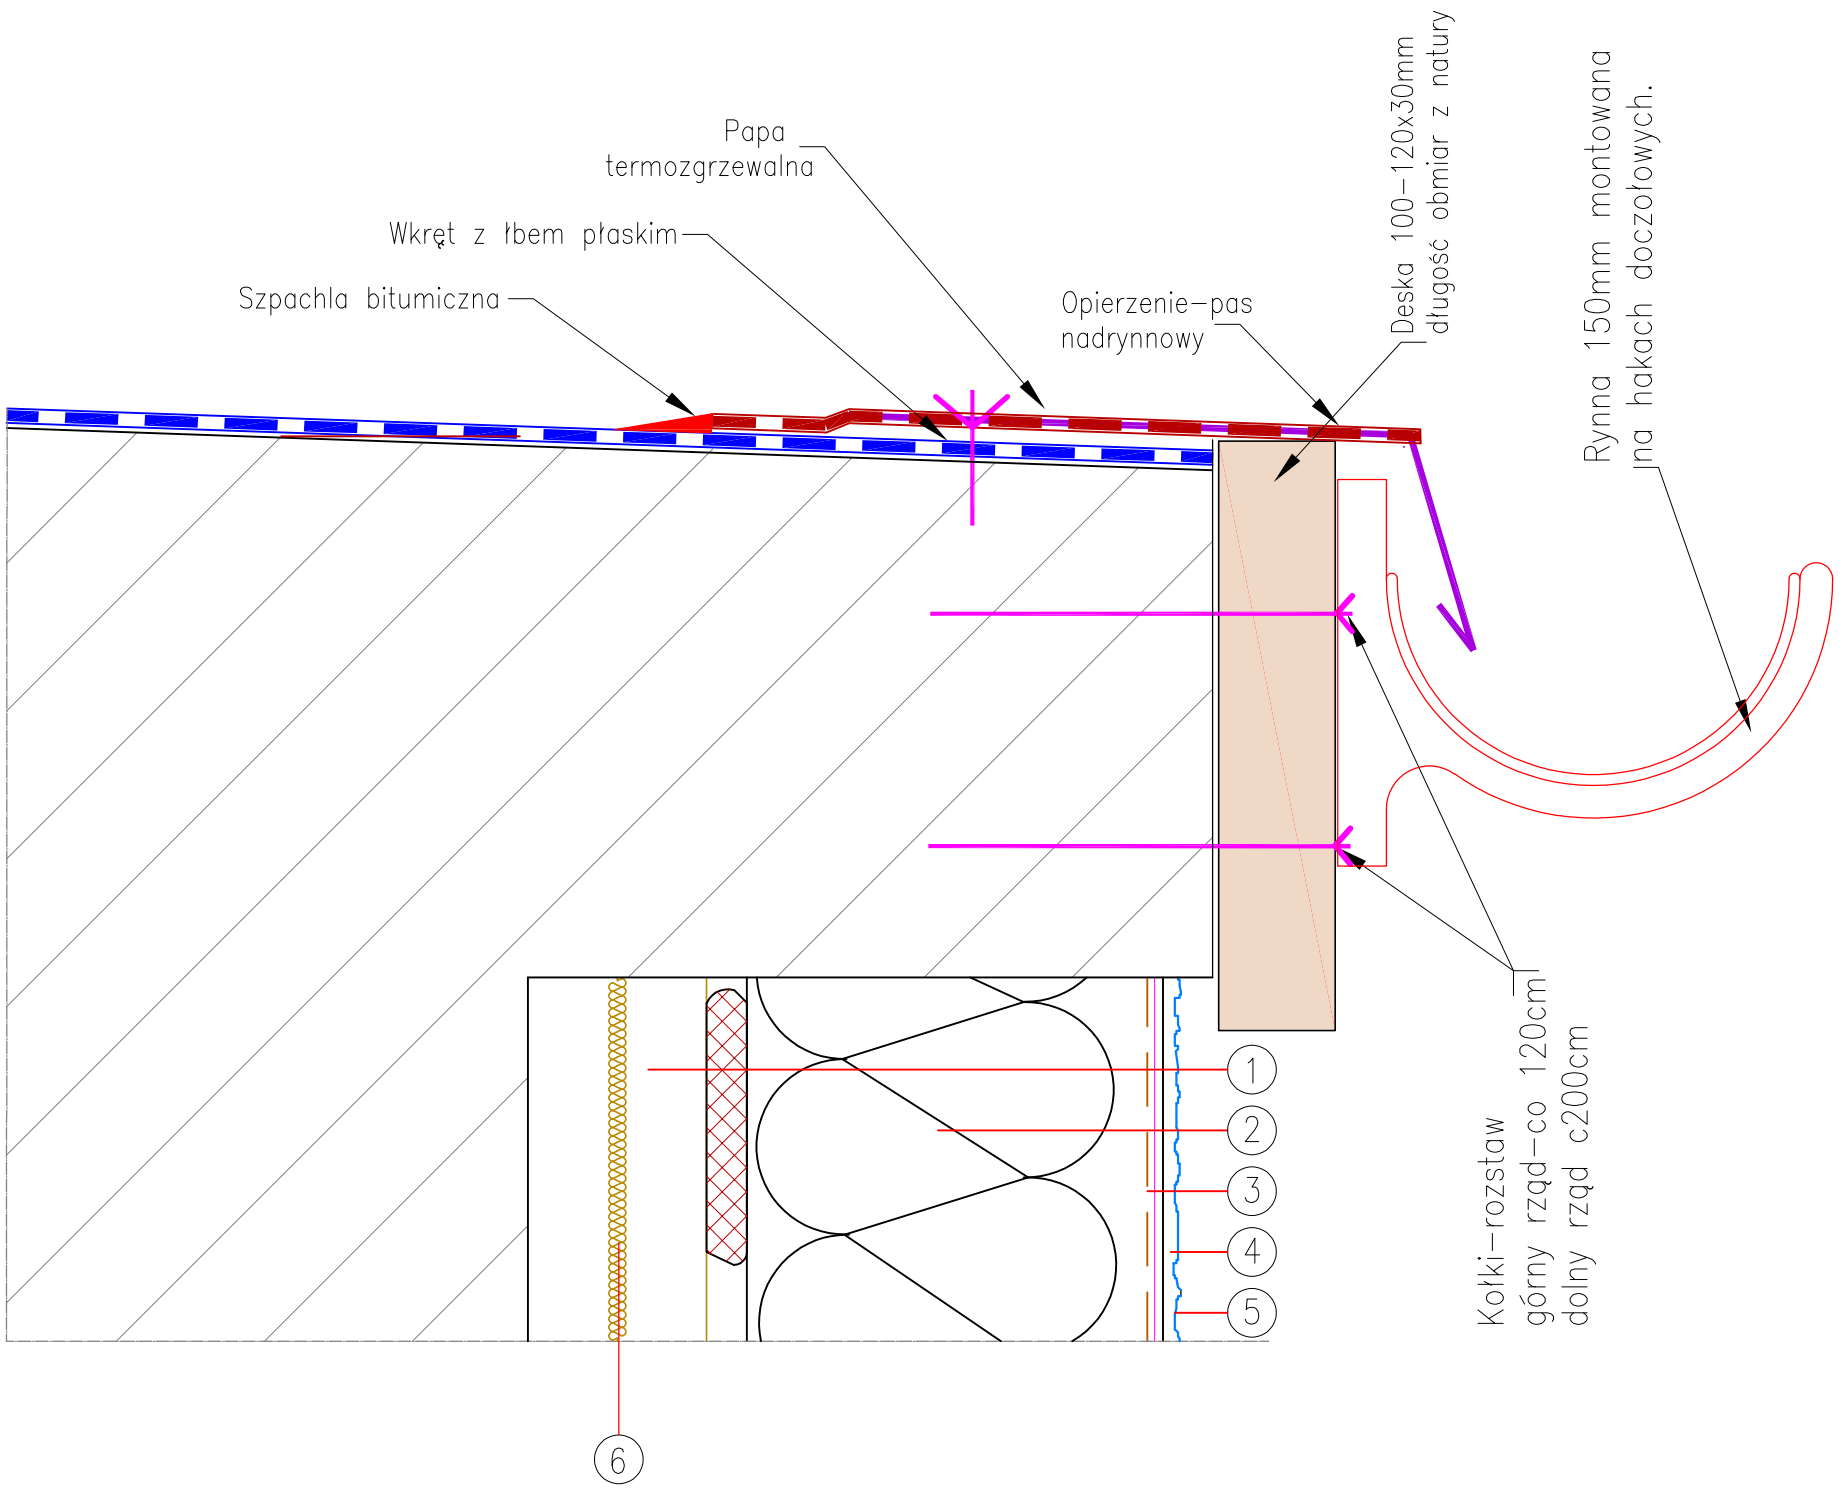 Papa
termozgrzewalna
Wkręt z łbem płaskim
Szpachla bitumiczna
Opierzenie-pas
nadrynnowy
Deska 100-120x30mm
długość obmiar z natury
Rynna 150mm montowana
na hakach doczołowych.
Kołki-rozstaw
górny rząd-co 120cm
dolny rząd c200cm
1
2
3
4
5
6